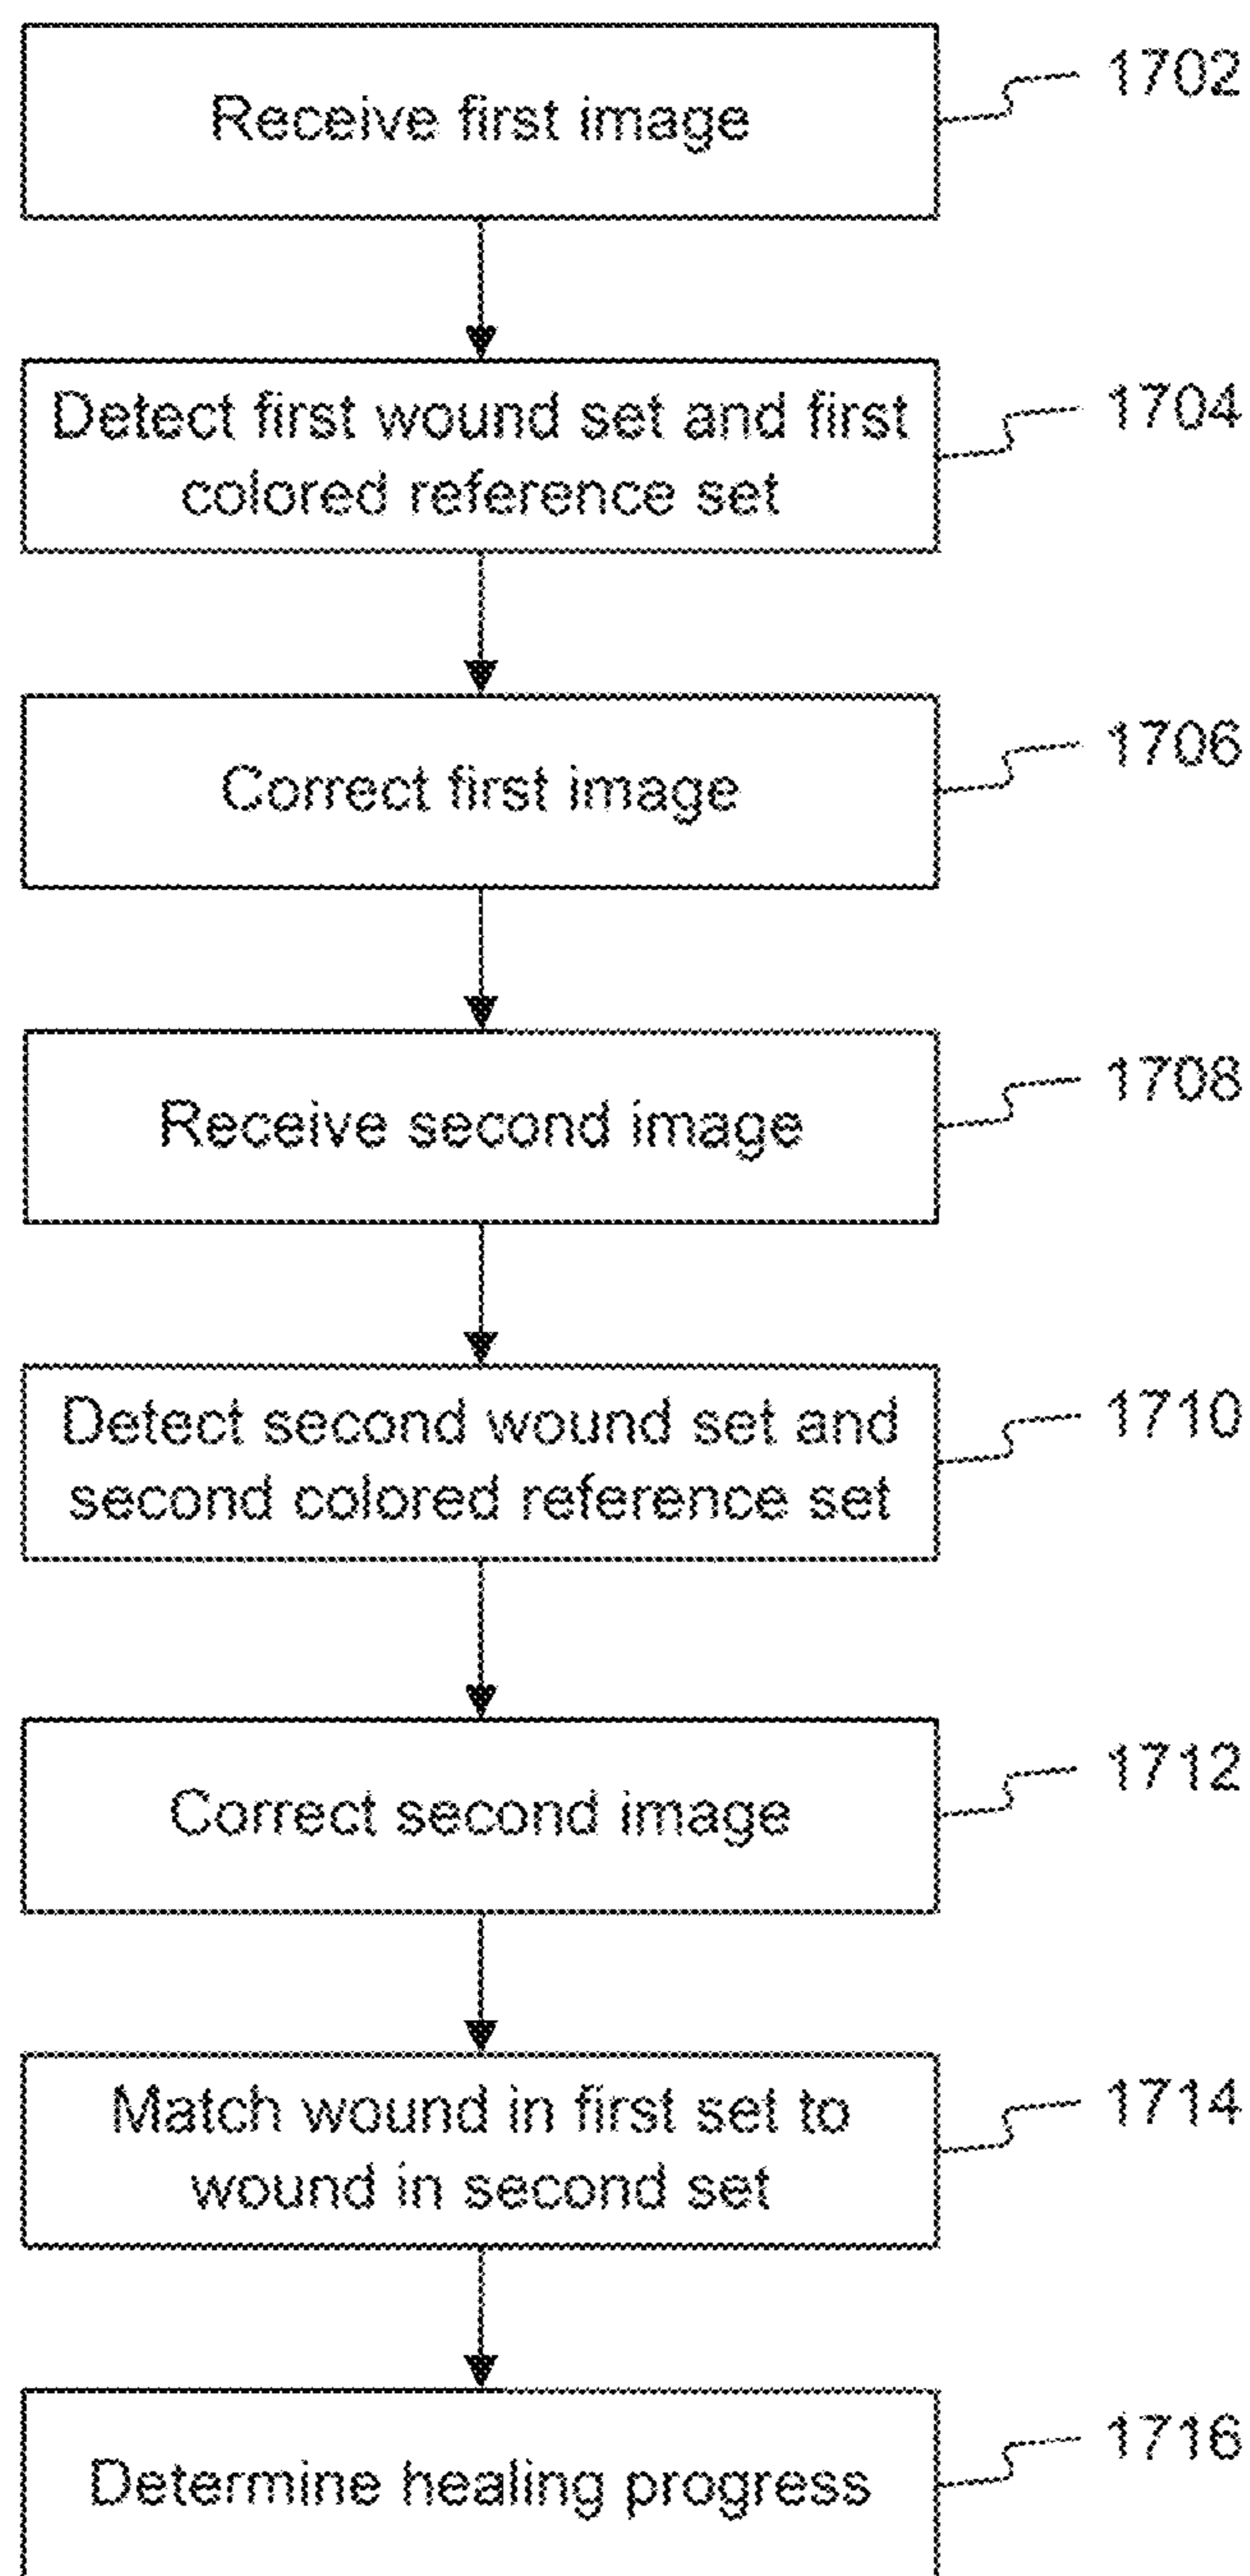 Receive first image
1702
Detect first wound set and first
colored reference set
1704
Correct first image
1706
Receive second image
1708
Detect second wound set and
second colored reference set
1710
Correct second image
1712
Match wound in first set to
wound in second set
1714
Determine healing progress
1716